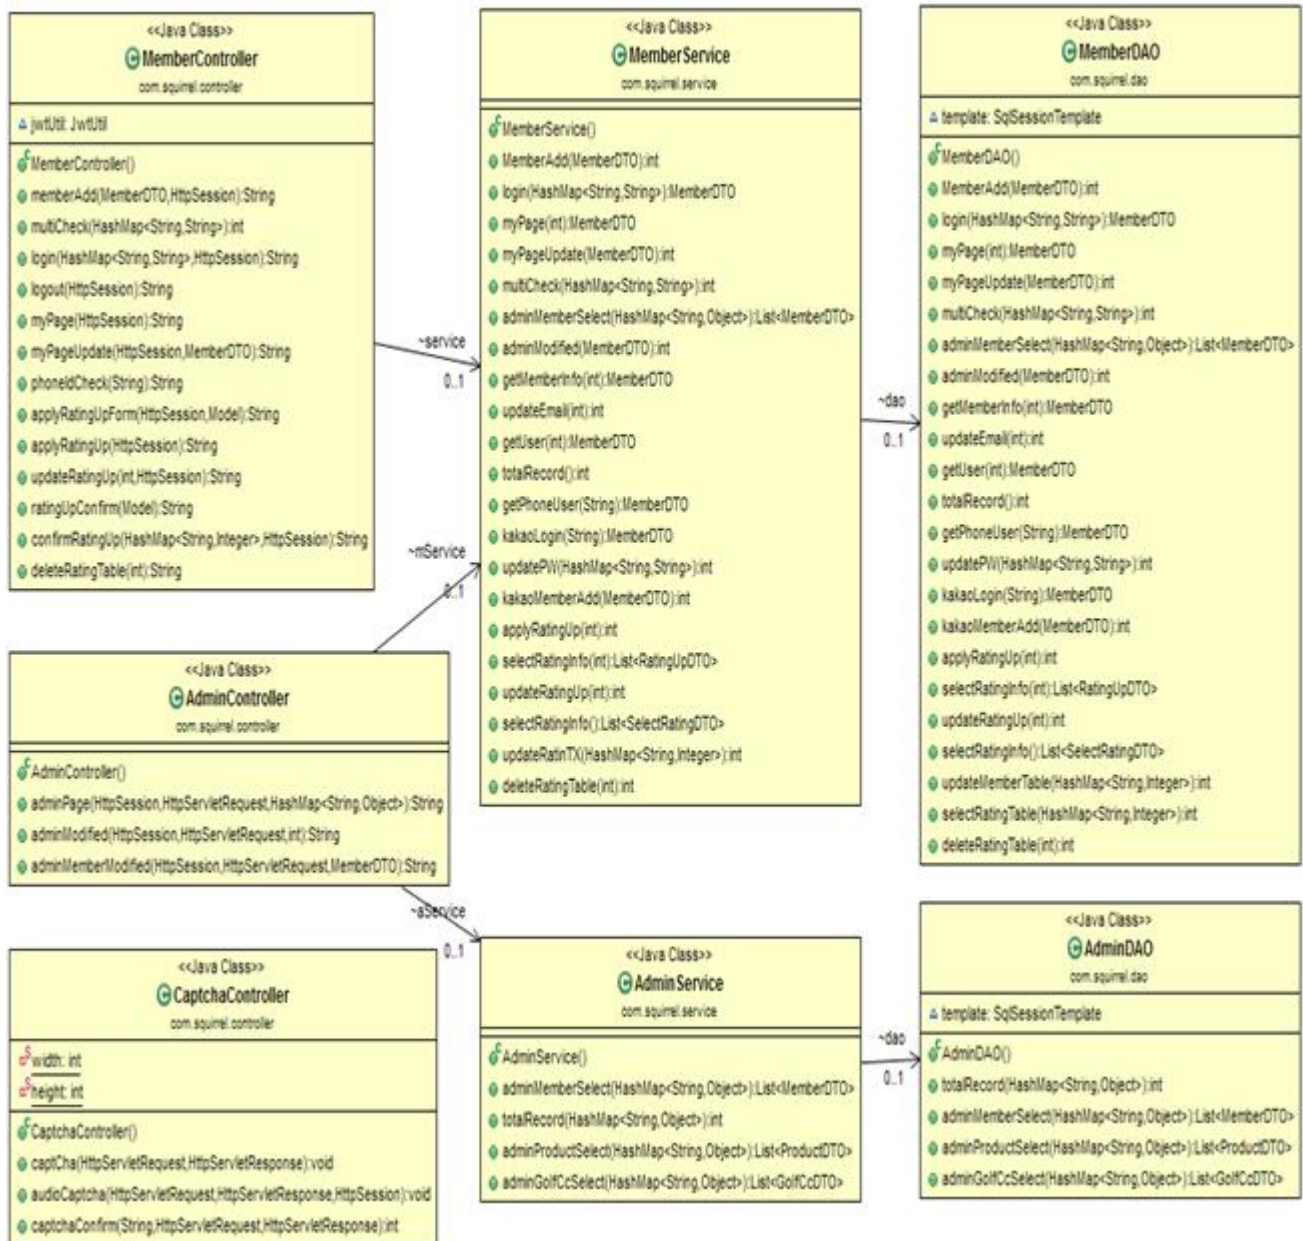 <<Java Class>>
MemberController
com.squirrel.controller
jwtUtil: JwtUtil
MemberController()
memberAdd(MemberDTO,HttpSession):String
multiCheck(HashMap<String,String>):int
login(HashMap<String,String>,HttpSession):String
logout(HttpSession):String
myPage(HttpSession):String
myPageUpdate(HttpSession,MemberDTO):String
phoneIdCheck(String):String
applyRatingUpForm(HttpSession,Model):String
applyRatingUp(HttpSession):String
updateRatingUp(int,HttpSession):String
ratingUpConfirm(Model):String
confirmRatingUp(HashMap<String,Integer>,HttpSession):String
deleteRatingTable(int):String
~service
0..1
<<Java Class>>
MemberService
com.squirrel.service
MemberService()
MemberAdd(MemberDTO):int
login(HashMap<String,String>):MemberDTO
myPage(int):MemberDTO
myPageUpdate(MemberDTO):int
multiCheck(HashMap<String,String>):int
adminMemberSelect(HashMap<String,Object>):List<MemberDTO>
adminModified(MemberDTO):int
getMemberInfo(int):MemberDTO
updateEmail(int):int
getUser(int):MemberDTO
totalRecord():int
getPhoneUser(String):MemberDTO
kakaoLogin(String):MemberDTO
updatePW(HashMap<String,String>):int
kakaoMemberAdd(MemberDTO):int
applyRatingUp(int):int
selectRatingInfo(int):List<RatingUpDTO>
updateRatingUp(int):int
selectRatingInfo():List<SelectRatingDTO>
updateRatinTX(HashMap<String,Integer>):int
deleteRatingTable(int):int
~dao
0..1
<<Java Class>>
MemberDAO
com.squirrel.dao
template: SqlSessionTemplate
MemberDAO()
MemberAdd(MemberDTO):int
login(HashMap<String,String>):MemberDTO
myPage(int):MemberDTO
myPageUpdate(MemberDTO):int
multiCheck(HashMap<String,String>):int
adminMemberSelect(HashMap<String,Object>):List<MemberDTO>
adminModified(MemberDTO):int
getMemberInfo(int):MemberDTO
updateEmail(int):int
getUser(int):MemberDTO
totalRecord():int
getPhoneUser(String):MemberDTO
updatePW(HashMap<String,String>):int
kakaoLogin(String):MemberDTO
kakaoMemberAdd(MemberDTO):int
applyRatingUp(int):int
selectRatingInfo(int):List<RatingUpDTO>
updateRatingUp(int):int
selectRatingInfo():List<SelectRatingDTO>
updateMemberTable(HashMap<String,Integer>):int
selectRatingTable(HashMap<String,Integer>):int
deleteRatingTable(int):int
~mService
0..1
<<Java Class>>
AdminController
com.squirrel.controller
AdminController()
adminPage(HttpSession,HttpServletRequest,HashMap<String,Object>):String
adminModified(HttpSession,HttpServletRequest,int):String
adminMemberModified(HttpSession,HttpServletRequest,MemberDTO):String
~aService
0..1
<<Java Class>>
CaptchaController
com.squirrel.controller
width: int
height: int
CaptchaController()
captCha(HttpServletRequest,HttpServletResponse):void
audioCaptcha(HttpServletRequest,HttpServletResponse,HttpSession):void
captchaConfirm(String,HttpServletRequest,HttpServletResponse):int
<<Java Class>>
AdminService
com.squirrel.service
AdminService()
adminMemberSelect(HashMap<String,Object>):List<MemberDTO>
totalRecord(HashMap<String,Object>):int
adminProductSelect(HashMap<String,Object>):List<ProductDTO>
adminGolfCcSelect(HashMap<String,Object>):List<GolfCcDTO>
~dao
0..1
<<Java Class>>
AdminDAO
com.squirrel.dao
template: SqlSessionTemplate
AdminDAO()
totalRecord(HashMap<String,Object>):int
adminMemberSelect(HashMap<String,Object>):List<MemberDTO>
adminProductSelect(HashMap<String,Object>):List<ProductDTO>
adminGolfCcSelect(HashMap<String,Object>):List<GolfCcDTO>